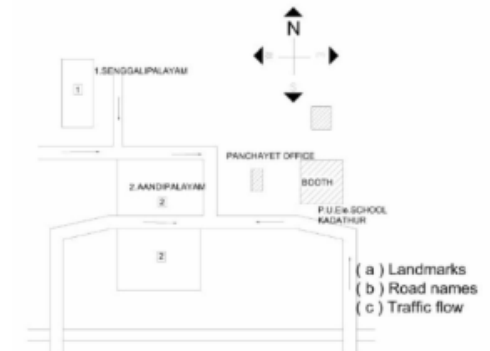 N
1.SENGGALIPALAYAM
1
PANCHAYET OFFICE
BOOTH
2.AANDIPALAYAM
2
P.U.Ele.SCHOOL
KADATHUR
2
( a ) Landmarks
( b ) Road names
( c ) Traffic flow